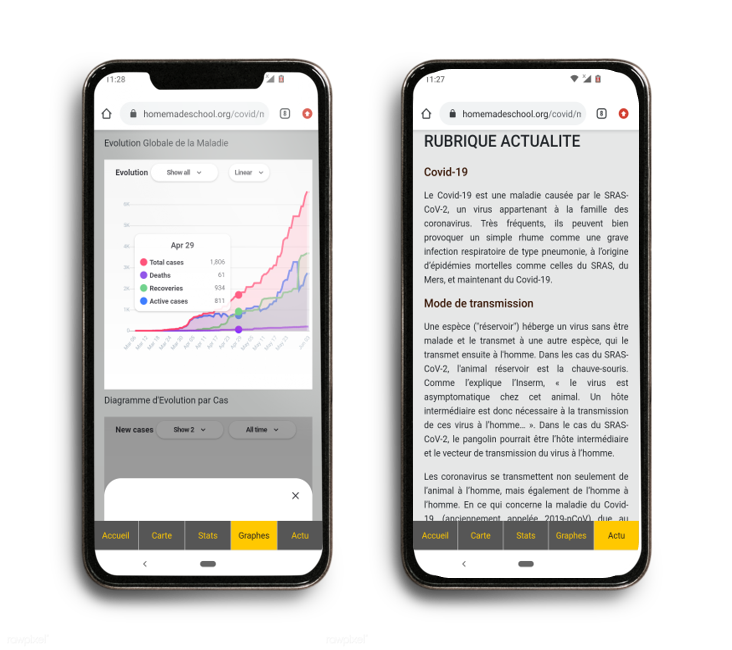 11:28
homemadeschool.org/covid/n
8
Evolution Globale de la Maladie
Evolution
Show all
Linear
Apr 29
Total cases 1,806
Deaths 61
Recoveries 934
Active cases 811
Diagramme d'Evolution par Cas
New cases
Show 2
All time
Accueil
Carte
Stats
Graphes
Actu
11:27
homemadeschool.org/covid/n
8
RUBRIQUE ACTUALITE
Covid-19
Le Covid-19 est une maladie causée par le SRAS-
CoV-2, un virus appartenant à la famille des
coronavirus. Très fréquents, ils peuvent bien
provoquer un simple rhume comme une grave
infection respiratoire de type pneumonie, à l'origine
d'épidémies mortelles comme celles du SRAS, du
Mers, et maintenant du Covid-19.
Mode de transmission
Une espèce ("réservoir") héberge un virus sans être
malade et le transmet à une autre espèce, qui le
transmet ensuite à l'homme. Dans les cas du SRAS-
CoV-2, l'animal réservoir est la chauve-souris.
Comme l'explique l'Inserm, « le virus est
asymptomatique chez cet animal. Un hôte
intermédiaire est donc nécessaire à la transmission
de ces virus à l'homme... ». Dans le cas du SRAS-
CoV-2, le pangolin pourrait être l'hôte intermédiaire
et le vecteur de transmission du virus à l'homme.
Les coronavirus se transmettent non seulement de
l'animal à l'homme, mais également de l'homme à
l'homme. En ce qui concerne la maladie du Covid-
19, (anciennement appelée 2019-nCoV) due au
Accueil
Carte
Stats
Graphes
Actu